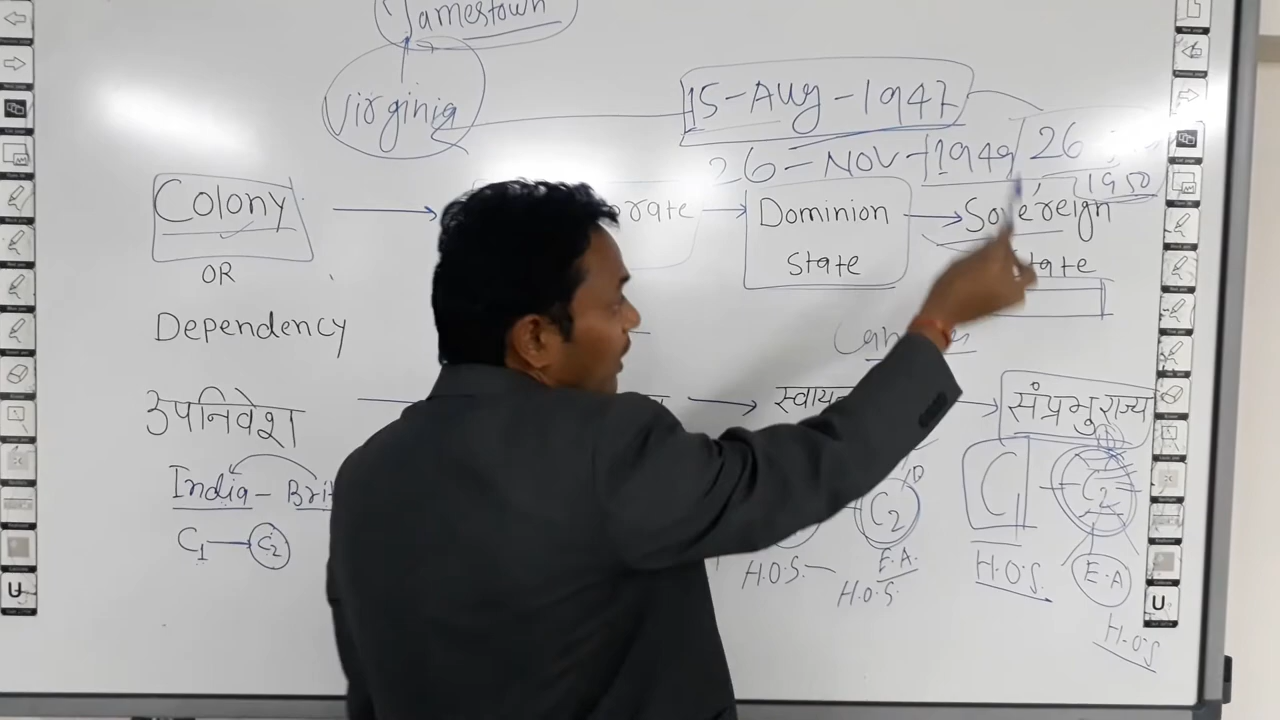 Jamestown
Virginia
15-Aug-1947
26-Nov-1949/26
1950
Colony
rate
Dominion
State
Sovereign
tate
OR
Dependency
उपनिवेश
स्वाय
संप्रभु राज्य
India - Bri
C1 C2
C2
C1
C2
H.O.S.
E.A.
H.O.S.
H.O.S.
E.A
H.O.S
U
U